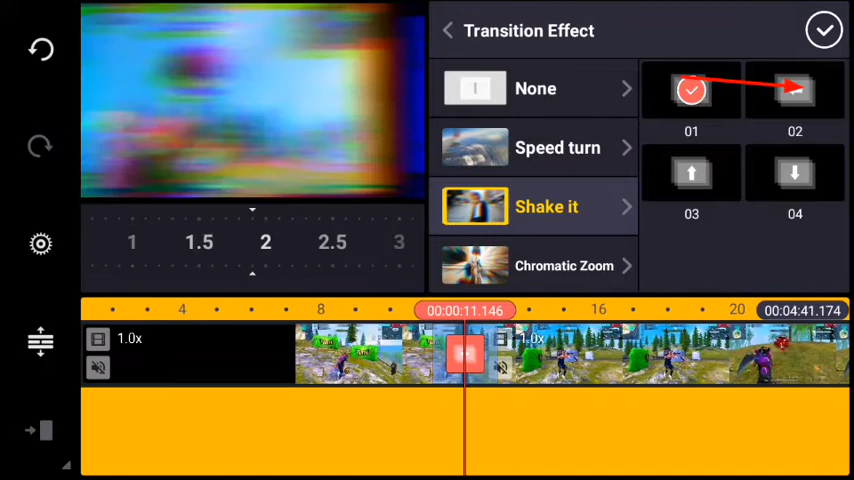 Transition Effect
None
01
02
Speed turn
Shake it
03
04
Chromatic Zoom
1 1.5 2 2.5 3
4 8 16 20
00:00:11.146
00:04:41.174
1.0x
1.0x